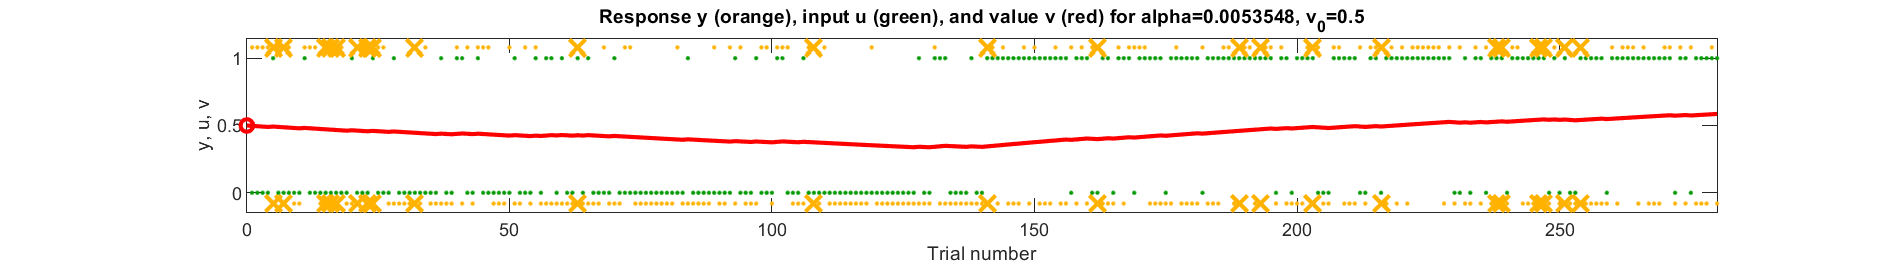 Response y (orange), input u (green), and value v (red) for alpha=0.0053548, v0=0.5
y, u, v
1
0.5
0
0 50 100 150 200 250
Trial number